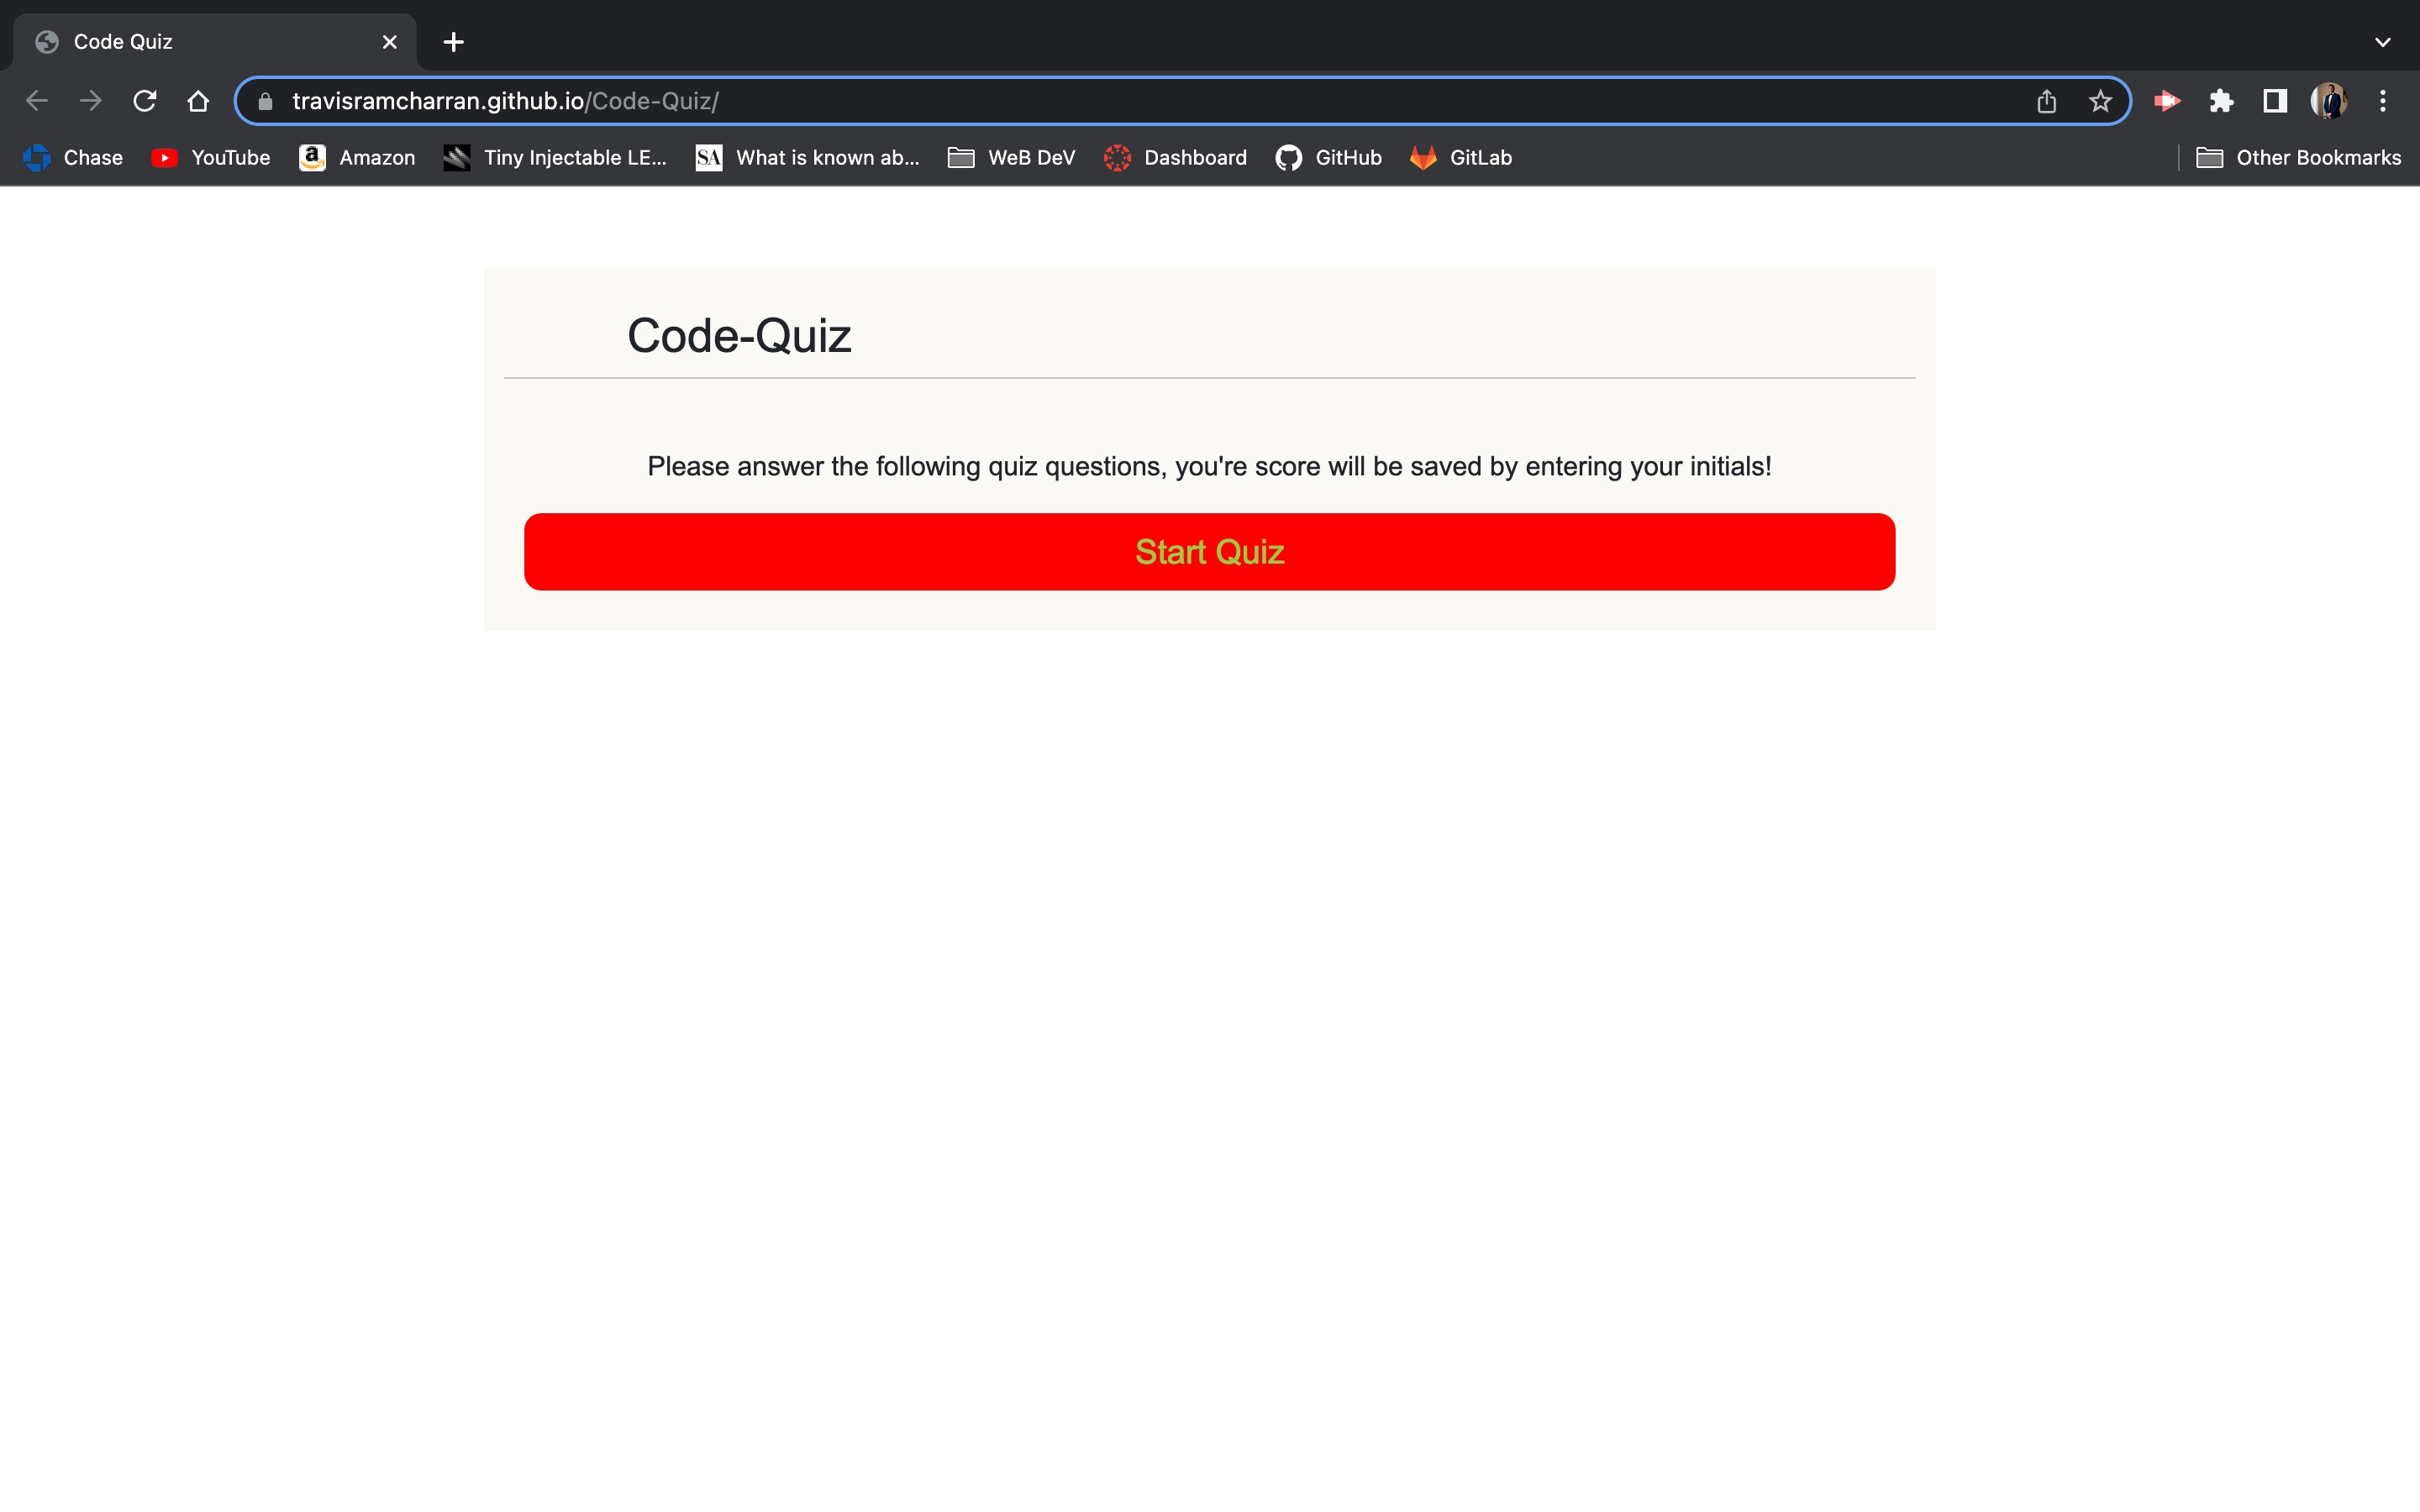 Code Quiz
travisramcharran.github.io/Code-Quiz/
Chase YouTube Amazon Tiny Injectable LE... SA What is known ab... WeB DeV Dashboard GitHub GitLab Other Bookmarks
Code-Quiz
Please answer the following quiz questions, you're score will be saved by entering your initials!
Start Quiz